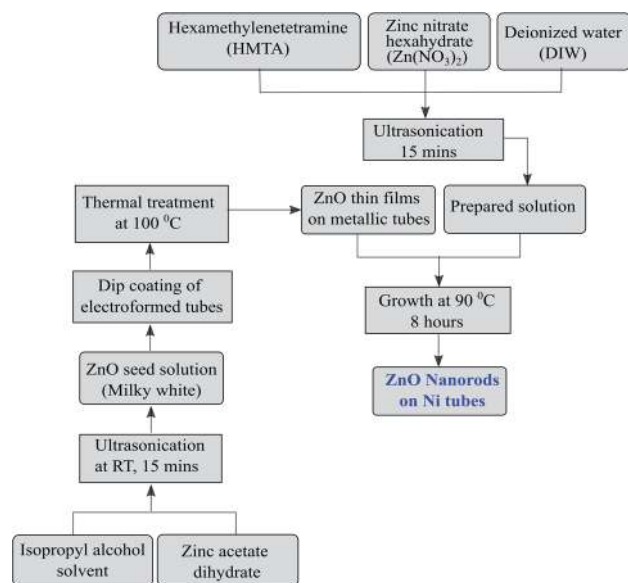 Hexamethylenetetramine
(HMTA)
Zinc nitrate
hexahydrate
(Zn(NO₃)₂)
Deionized water
(DIW)
Ultrasonication
15 mins
Thermal treatment
at 100 ⁰C
ZnO thin films
on metallic tubes
Prepared solution
Dip coating of
electroformed tubes
Growth at 90 ⁰C
8 hours
ZnO seed solution
(Milky white)
ZnO Nanorods
on Ni tubes
Ultrasonication
at RT, 15 mins
Isopropyl alcohol
solvent
Zinc acetate
dihydrate